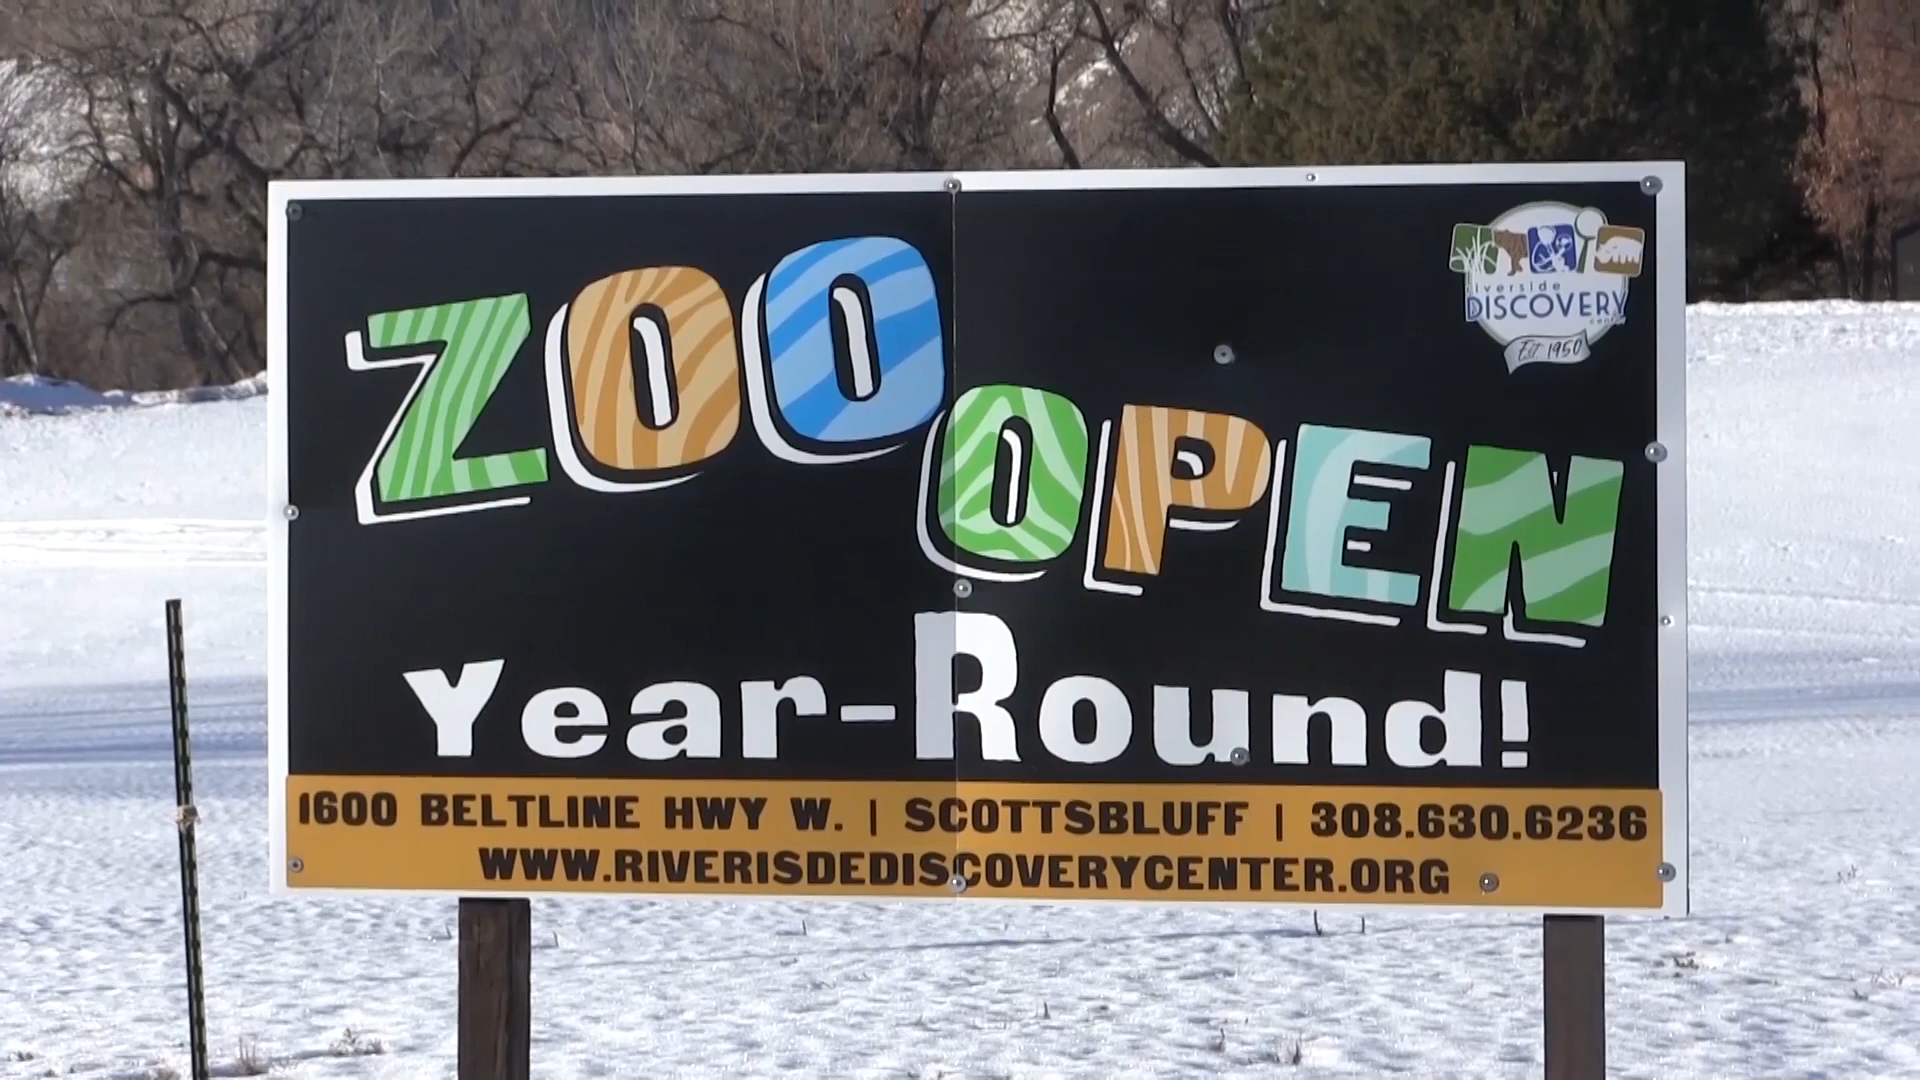 ZOO
OPEN
Year-Round!
1600 BELTLINE HWY W. | SCOTTSBLUFF | 308.630.6236
WWW.RIVERISDEDISCOVERYCENTER.ORG
riverside
DISCOVERY
center
Est 1950